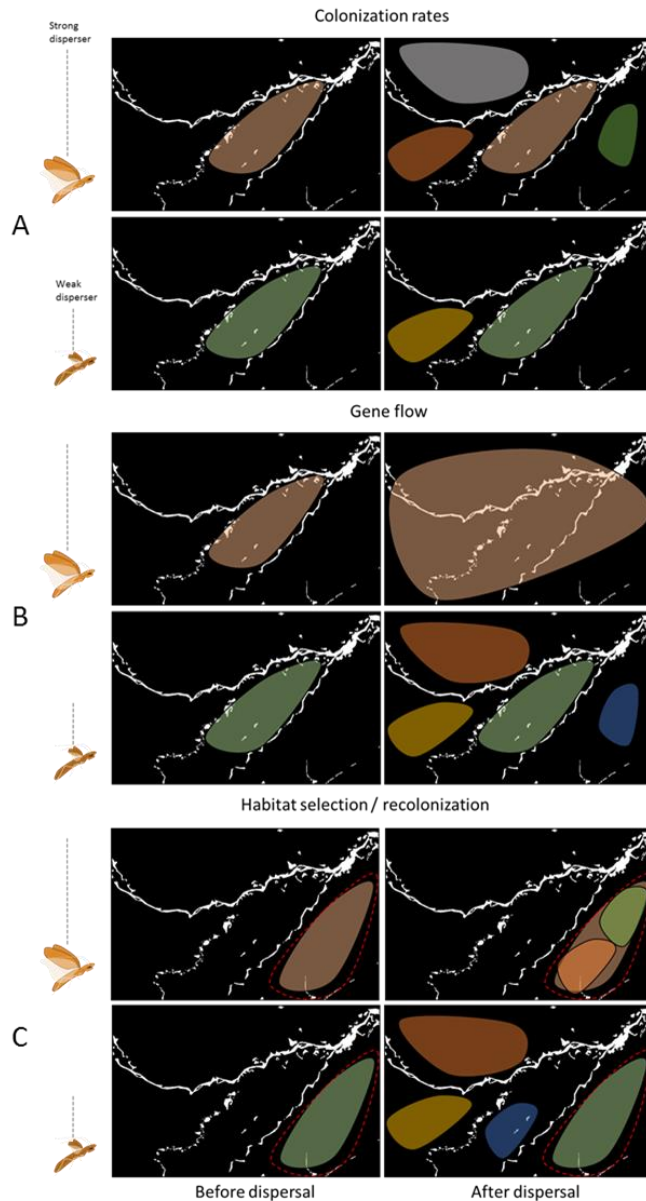 Colonization rates
Strong
disperser
A
Weak
disperser
Gene flow
B
Habitat selection / recolonization
C
Before dispersal
After dispersal